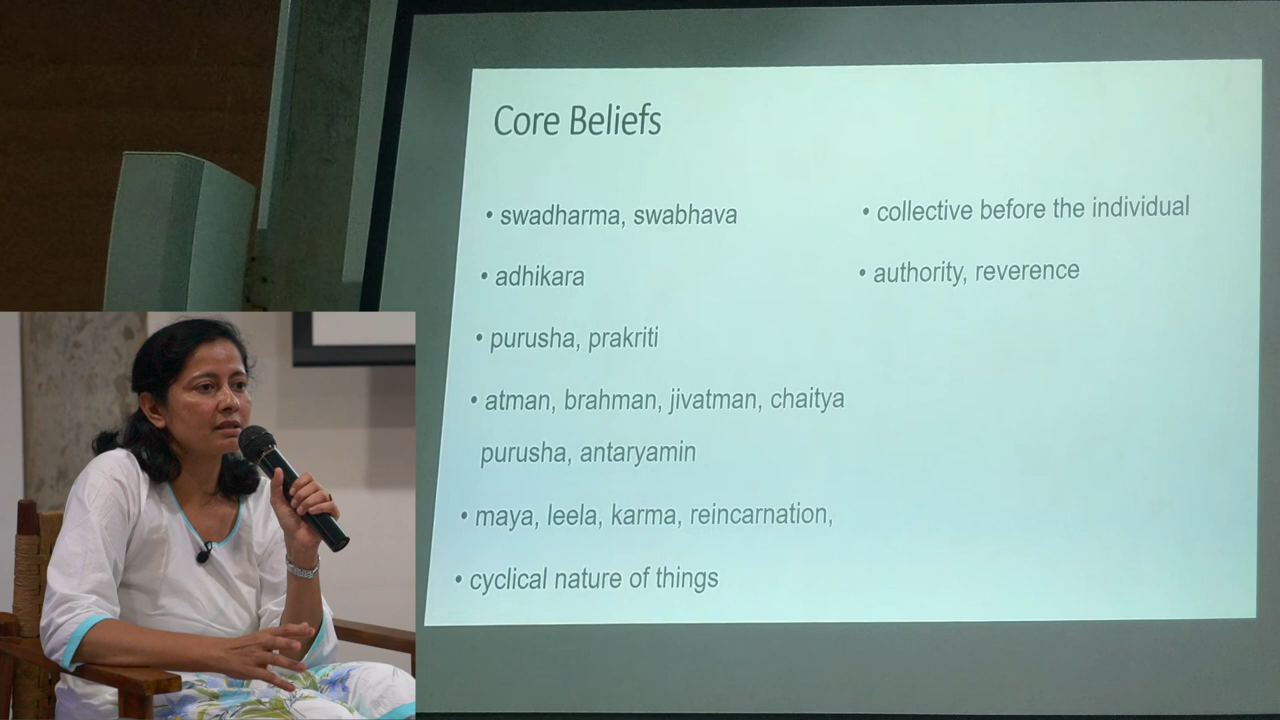 Core Beliefs
• swadharma, swabhava
• adhikara
• purusha, prakriti
• atman, brahman, jivatman, chaitya
purusha, antaryamin
• maya, leela, karma, reincarnation,
• cyclical nature of things
• collective before the individual
• authority, reverence